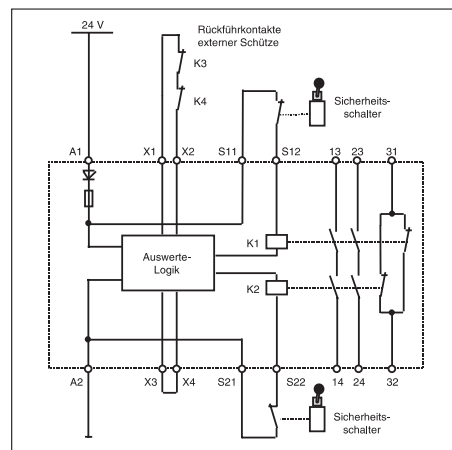 24 V
Rückführkontakte
externer Schütze
K3
K4
Sicherheits-
schalter
A1
X1
X2
S11
S12
13
23
31
K1
Auswerte-
Logik
K2
A2
X3
X4
S21
S22
14
24
32
Sicherheits-
schalter